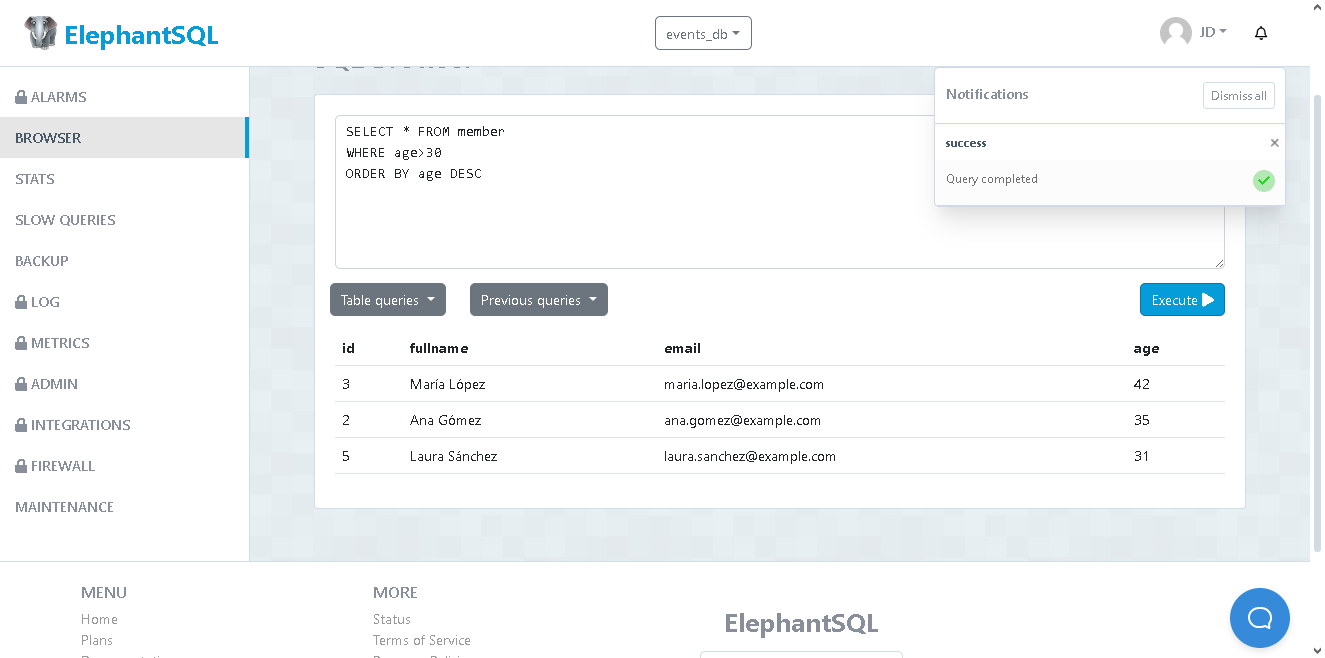 ElephantSQL
events_db
JD
ALARMS
BROWSER
STATS
SLOW QUERIES
BACKUP
LOG
METRICS
ADMIN
INTEGRATIONS
FIREWALL
MAINTENANCE
SQL Browser
Notifications
Dismiss all
success
Query completed
SELECT * FROM member
WHERE age>30
ORDER BY age DESC
Table queries
Previous queries
Execute
id fullname email age
3 María López maria.lopez@example.com 42
2 Ana Gómez ana.gomez@example.com 35
5 Laura Sánchez laura.sanchez@example.com 31
MENU
Home
Plans
MORE
Status
Terms of Service
ElephantSQL